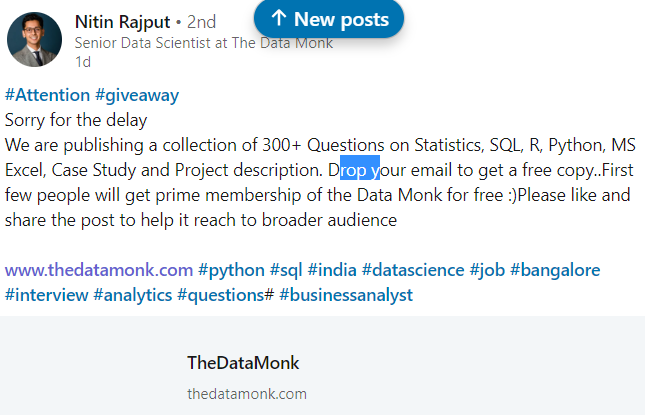 Nitin Rajput • 2nd
↑ New posts
Senior Data Scientist at The Data Monk
1d
#Attention #giveaway
Sorry for the delay
We are publishing a collection of 300+ Questions on Statistics, SQL, R, Python, MS
Excel, Case Study and Project description. Drop your email to get a free copy..First
few people will get prime membership of the Data Monk for free :)Please like and
share the post to help it reach to broader audience
www.thedatamonk.com #python #sql #india #datascience #job #bangalore
#interview #analytics #questions# #businessanalyst
TheDataMonk
thedatamonk.com